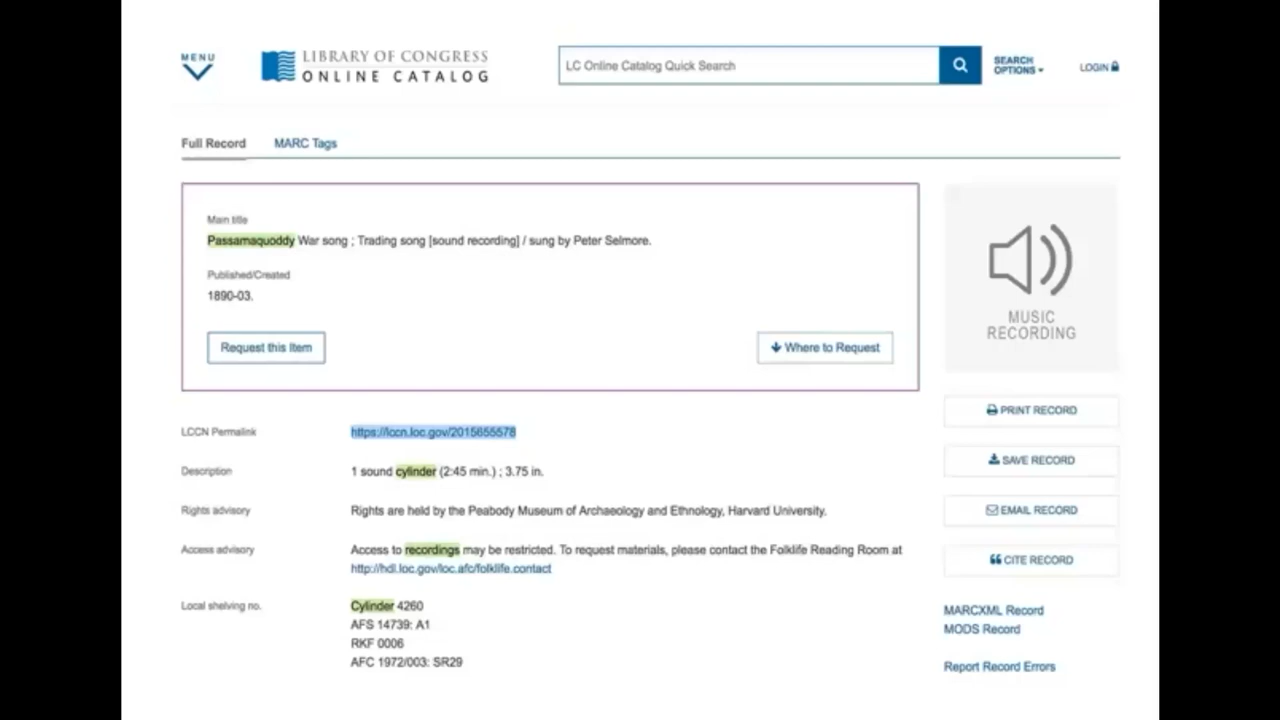 MENU
LIBRARY OF CONGRESS
ONLINE CATALOG
LC Online Catalog Quick Search
SEARCH
OPTIONS
LOGIN
Full Record
MARC Tags
Main title
Passamaquoddy War song ; Trading song [sound recording] / sung by Peter Selmore.
Published/Created
1890-03.
Request this Item
Where to Request
MUSIC
RECORDING
LCCN Permalink
https://lccn.loc.gov/2015655578
Description
1 sound cylinder (2:45 min.) ; 3.75 in.
Rights advisory
Rights are held by the Peabody Museum of Archaeology and Ethnology, Harvard University.
Access advisory
Access to recordings may be restricted. To request materials, please contact the Folklife Reading Room at
http://hdl.loc.gov/loc.afc/folklife.contact
Local shelving no.
Cylinder 4260
AFS 14739: A1
RKF 0006
AFC 1972/003: SR29
PRINT RECORD
SAVE RECORD
EMAIL RECORD
CITE RECORD
MARCXML Record
MODS Record
Report Record Errors